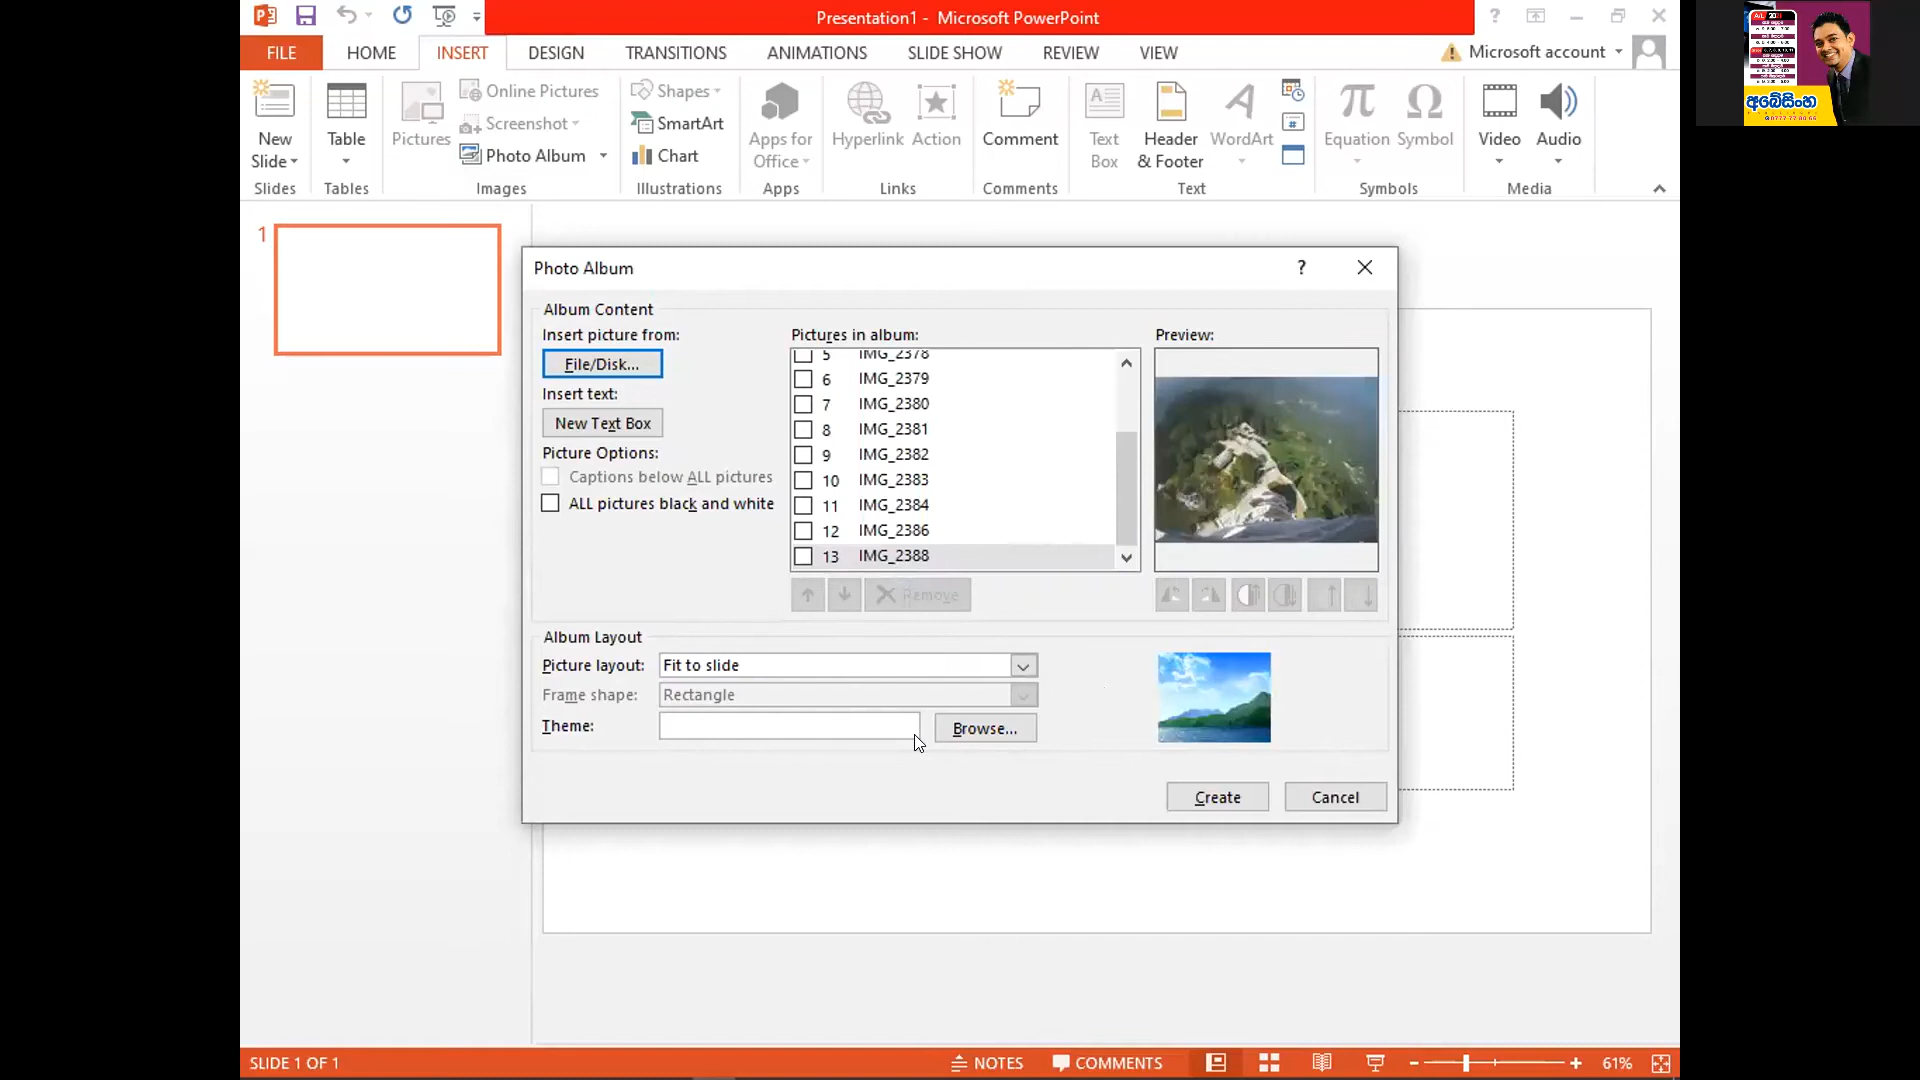 Presentation1 - Microsoft PowerPoint
FILE
HOME
INSERT
DESIGN
TRANSITIONS
ANIMATIONS
SLIDE SHOW
REVIEW
VIEW
Microsoft account
New Slide
Table
Pictures
Online Pictures
Screenshot
Photo Album
Shapes
SmartArt
Chart
Apps for Office
Hyperlink
Action
Comment
Text Box
Header & Footer
WordArt
Equation
Symbol
Video
Audio
Slides
Tables
Images
Illustrations
Apps
Links
Comments
Text
Symbols
Media
1
Photo Album
Album Content
Insert picture from:
File/Disk...
Insert text:
New Text Box
Picture Options:
Captions below ALL pictures
ALL pictures black and white
Pictures in album:
5 IMG_2378
6 IMG_2379
7 IMG_2380
8 IMG_2381
9 IMG_2382
10 IMG_2383
11 IMG_2384
12 IMG_2386
13 IMG_2388
Remove
Preview:
Album Layout
Picture layout: Fit to slide
Frame shape: Rectangle
Theme:
Browse...
Create
Cancel
SLIDE 1 OF 1
NOTES
COMMENTS
61%
අබේසිංහ